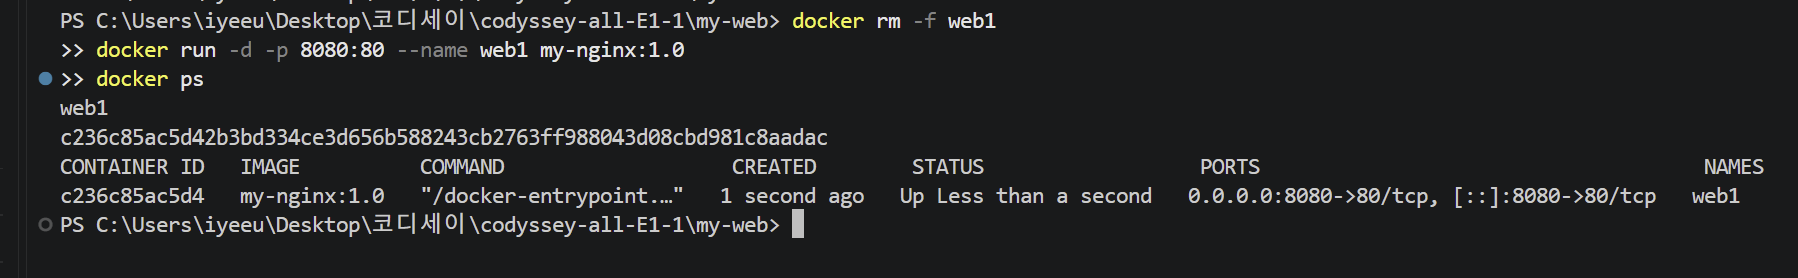 PS C:\Users\iyeeu\Desktop\코디세이\codyssey-all-E1-1\my-web> docker rm -f web1
>> docker run -d -p 8080:80 --name web1 my-nginx:1.0
>> docker ps
web1
c236c85ac5d42b3bd334ce3d656b588243cb2763ff988043d08cbd981c8aadac
CONTAINER ID   IMAGE          COMMAND                   CREATED        STATUS                  PORTS                                     NAMES
c236c85ac5d4   my-nginx:1.0   "/docker-entrypoint.…"   1 second ago   Up Less than a second   0.0.0.0:8080->80/tcp, [::]:8080->80/tcp   web1
PS C:\Users\iyeeu\Desktop\코디세이\codyssey-all-E1-1\my-web>